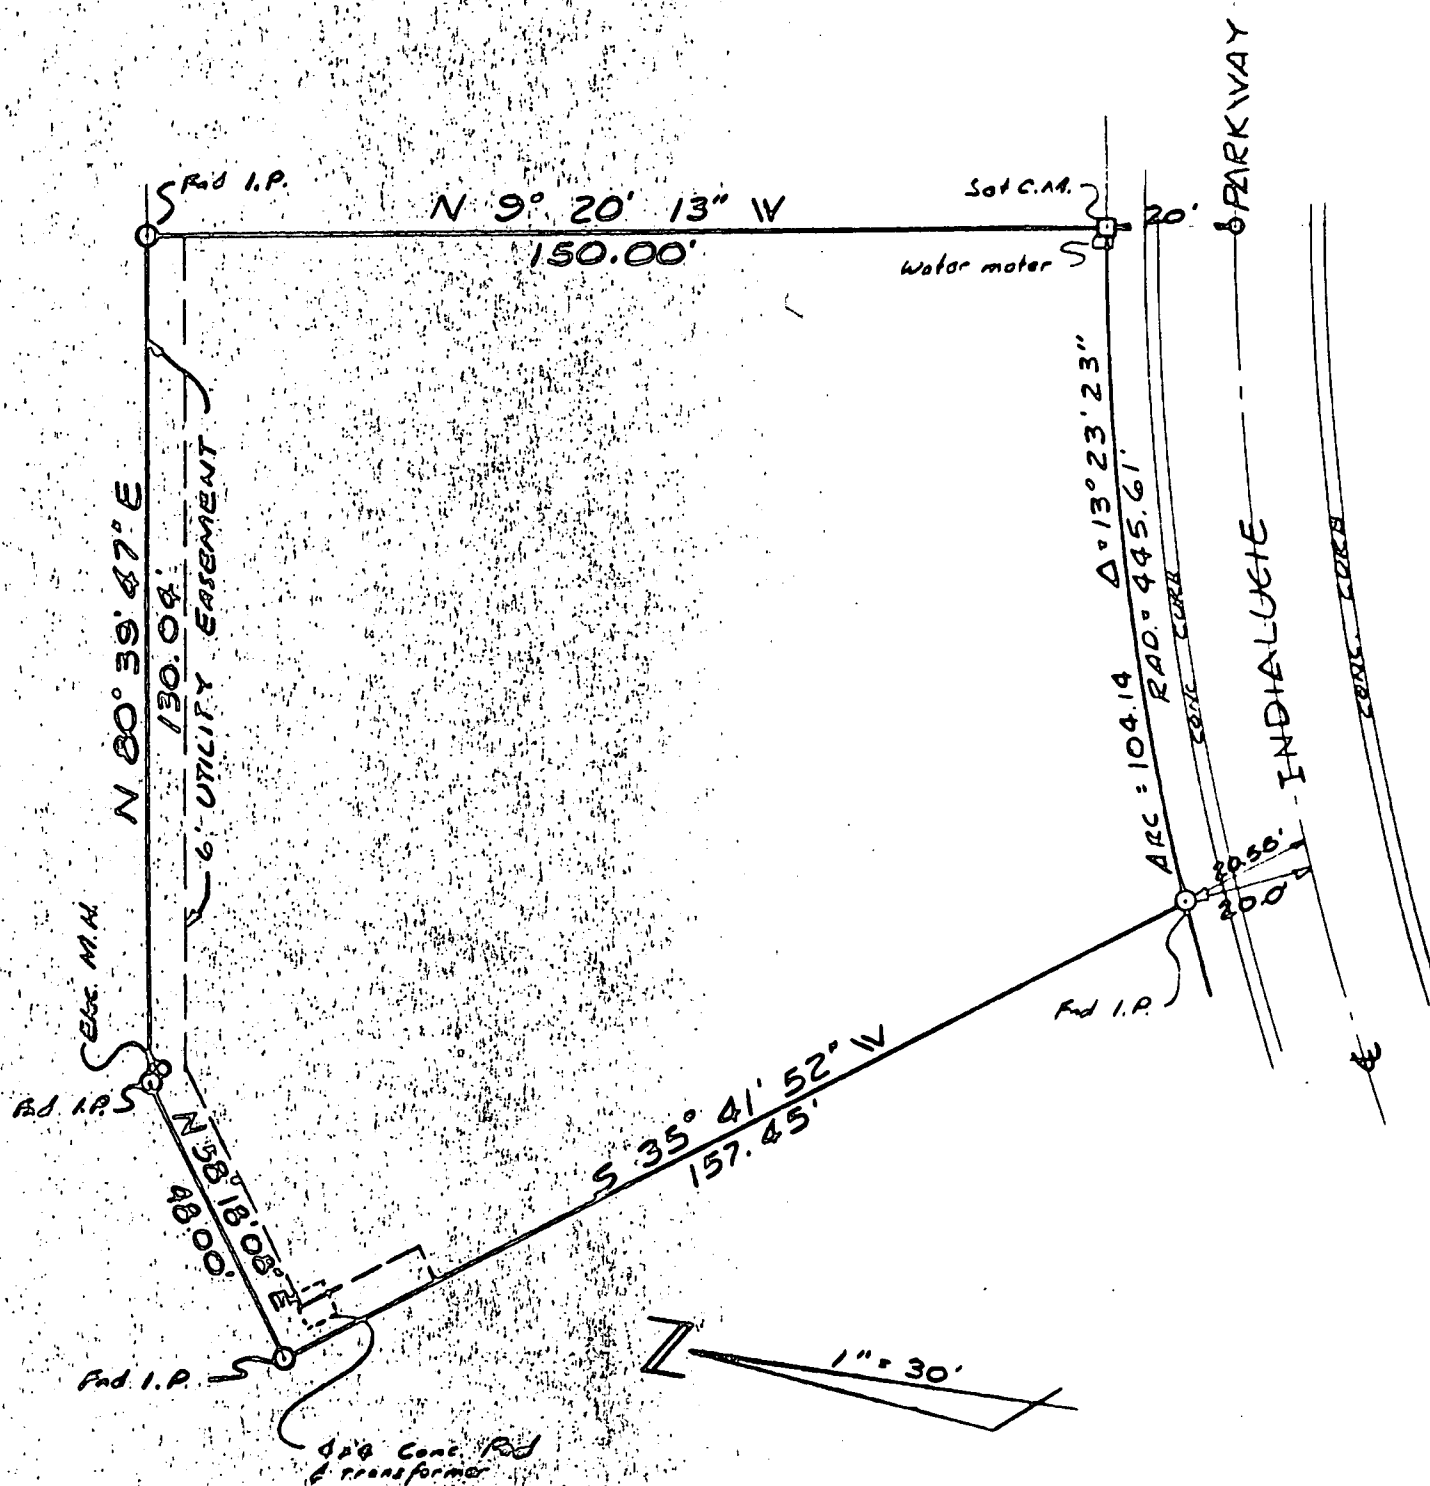 PARKWAY
Fnd I.P.
N 9° 20' 13" W
150.00'
Set C.M.
20'
Water meter
N 80° 39' 47" E
130.04'
6' UTILITY EASEMENT
Δ = 13° 23' 23"
RAD. = 445.61'
ARC = 104.14
CONC. CURB
INDIALUCIE
CONC. CURB
20.58'
20.0'
Elec. M.H.
Fnd I.P.
Fnd I.P.
N 58° 18' 08" E
48.00'
S 35° 41' 52" W
157.45'
Fnd I.P.
Z
1" = 30'
4x4 Conc. Pad
& transformer